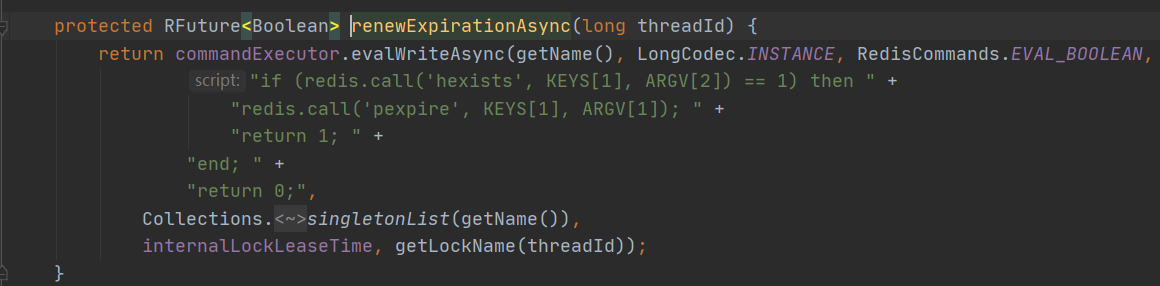 protected RFuture<Boolean> renewExpirationAsync(long threadId) {
return commandExecutor.evalWriteAsync(getName(), LongCodec.INSTANCE, RedisCommands.EVAL_BOOLEAN,
script: "if (redis.call('hexists', KEYS[1], ARGV[2]) == 1) then " +
"redis.call('pexpire', KEYS[1], ARGV[1]); " +
"return 1; " +
"end; " +
"return 0;",
Collections.<~>singletonList(getName()),
internalLockLeaseTime, getLockName(threadId));
}